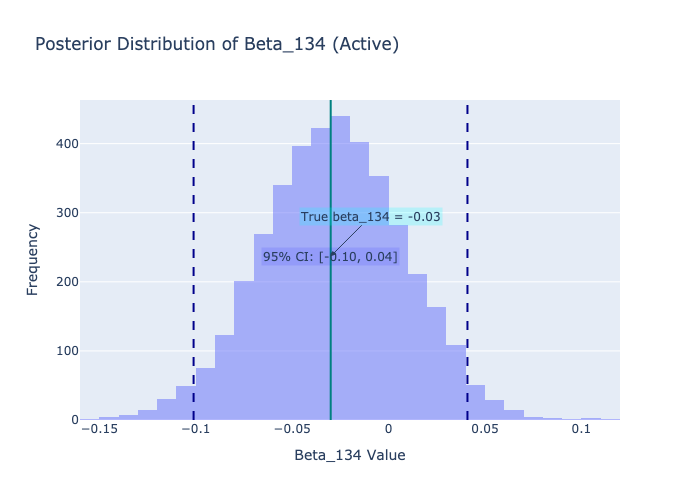 Posterior Distribution of Beta_134 (Active)
400
300
200
100
0
Frequency
True beta_134 = -0.03
95% CI: [-0.10, 0.04]
−0.15
−0.1
−0.05
0
0.05
0.1
Beta_134 Value